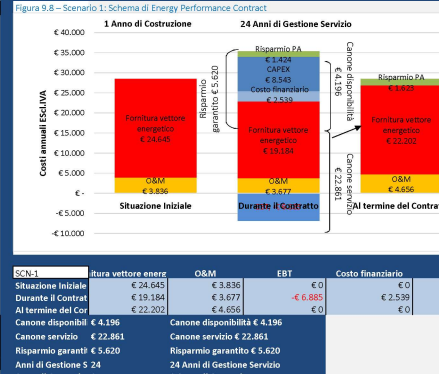 Figura 9.8 – Scenario 1: Schema di Energy Performance Contract
1 Anno di Costruzione
24 Anni di Gestione Servizio
Costi annuali EScl.IVA
€ 40.000
€ 35.000
€ 30.000
€ 25.000
€ 20.000
€ 15.000
€ 10.000
€ 5.000
€ -
-€ 5.000
-€ 10.000
Fornitura vettore
energetico
€ 24.645
O&M
€ 3.836
Situazione Iniziale
Risparmio
garantito € 5.620
Risparmio PA
€ 1.424
CAPEX
€ 8.543
Costo finanziario
€ 2.539
Fornitura vettore
energetico
€ 19.184
O&M
€ 3.677
Durante il Contratto
Canone disponibilità
€ 4.196
Canone servizio
€ 22.861
Risparmio PA
€ 1.623
Fornitura vettore
energetico
€ 22.202
O&M
€ 4.656
Al termine del Contrat
SCN-1 itura vettore energ O&M EBT Costo finanziario
Situazione Iniziale € 24.645 € 3.836 € 0 € 0
Durante il Contrat € 19.184 € 3.677 -€ 6.885 € 2.539
Al termine del Cor € 22.202 € 4.656 € 0 € 0
Canone disponibil € 4.196 Canone disponibilità € 4.196
Canone servizio € 22.861 Canone servizio € 22.861
Risparmio garanti € 5.620 Risparmio garantito € 5.620
Anni di Gestione S 24 24 Anni di Gestione Servizio